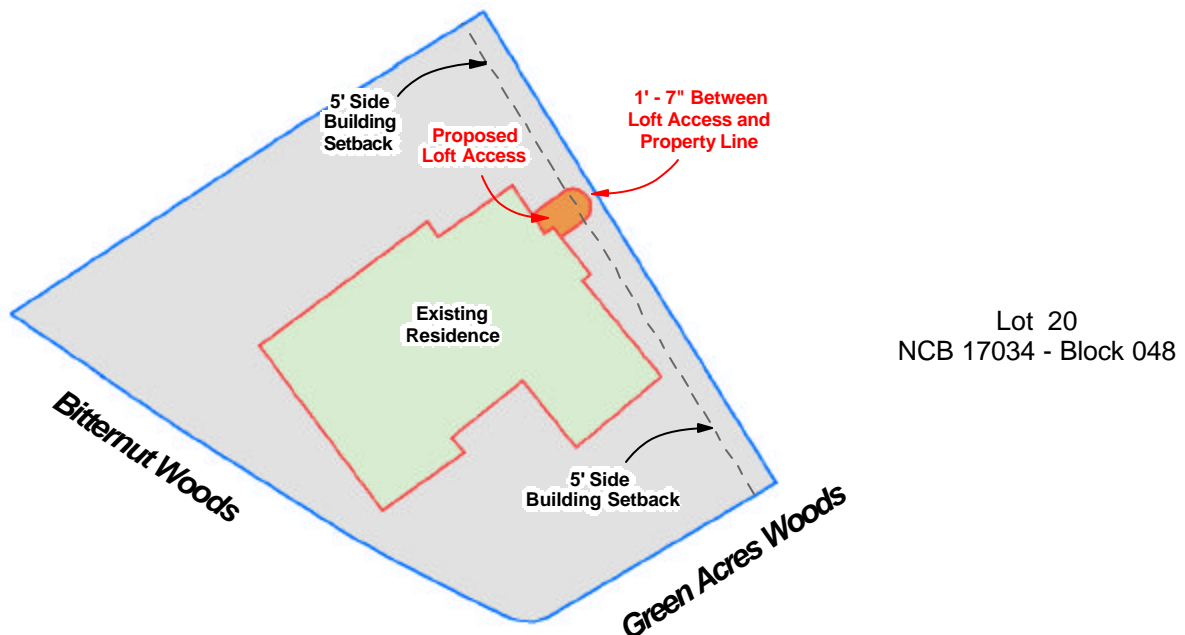 5' Side
Building
Setback
1' - 7" Between
Loft Access and
Property Line
Proposed
Loft Access
Existing
Residence
Lot 20
NCB 17034 - Block 048
Bitternut Woods
5' Side
Building Setback
Green Acres Woods